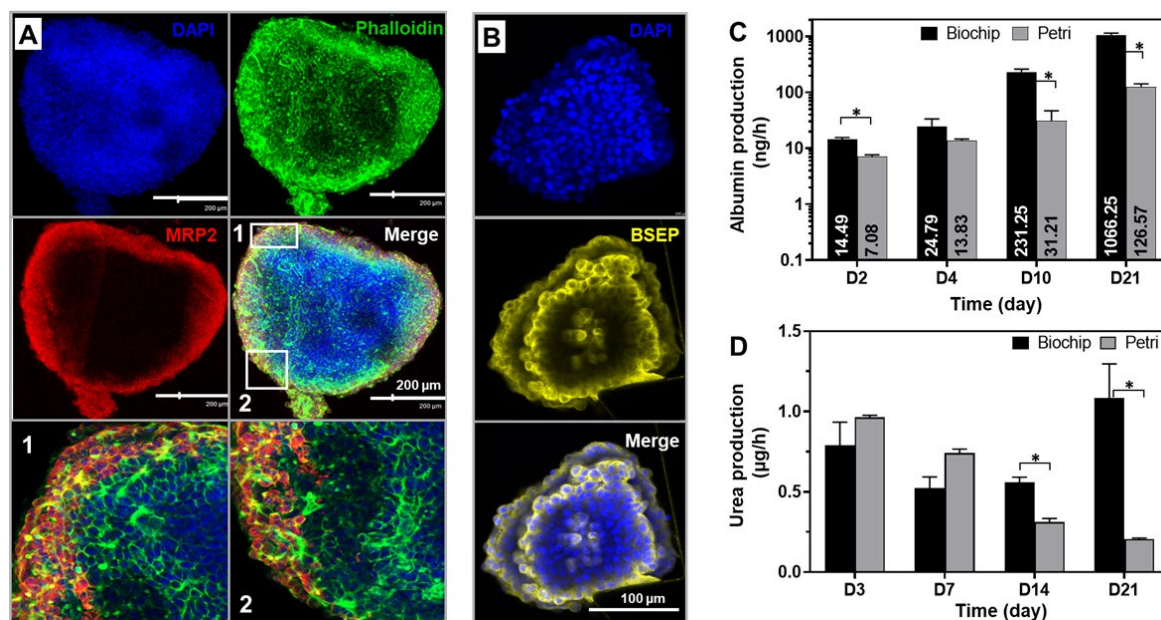 A
DAPI
Phalloidin
200 µm
200 µm
MRP2
1
Merge
200 µm
2
200 µm
1
2
B
DAPI
BSEP
Merge
100 µm
C
Biochip
Petri
Albumin production
(ng/h)
1000
100
10
1
0.1
*
*
*
14.49
7.08
24.79
13.83
231.25
31.21
1066.25
126.57
D2
D4
D10
D21
Time (day)
D
Biochip
Petri
Urea production
(µg/h)
1.5
1.0
0.5
0.0
*
*
D3
D7
D14
D21
Time (day)